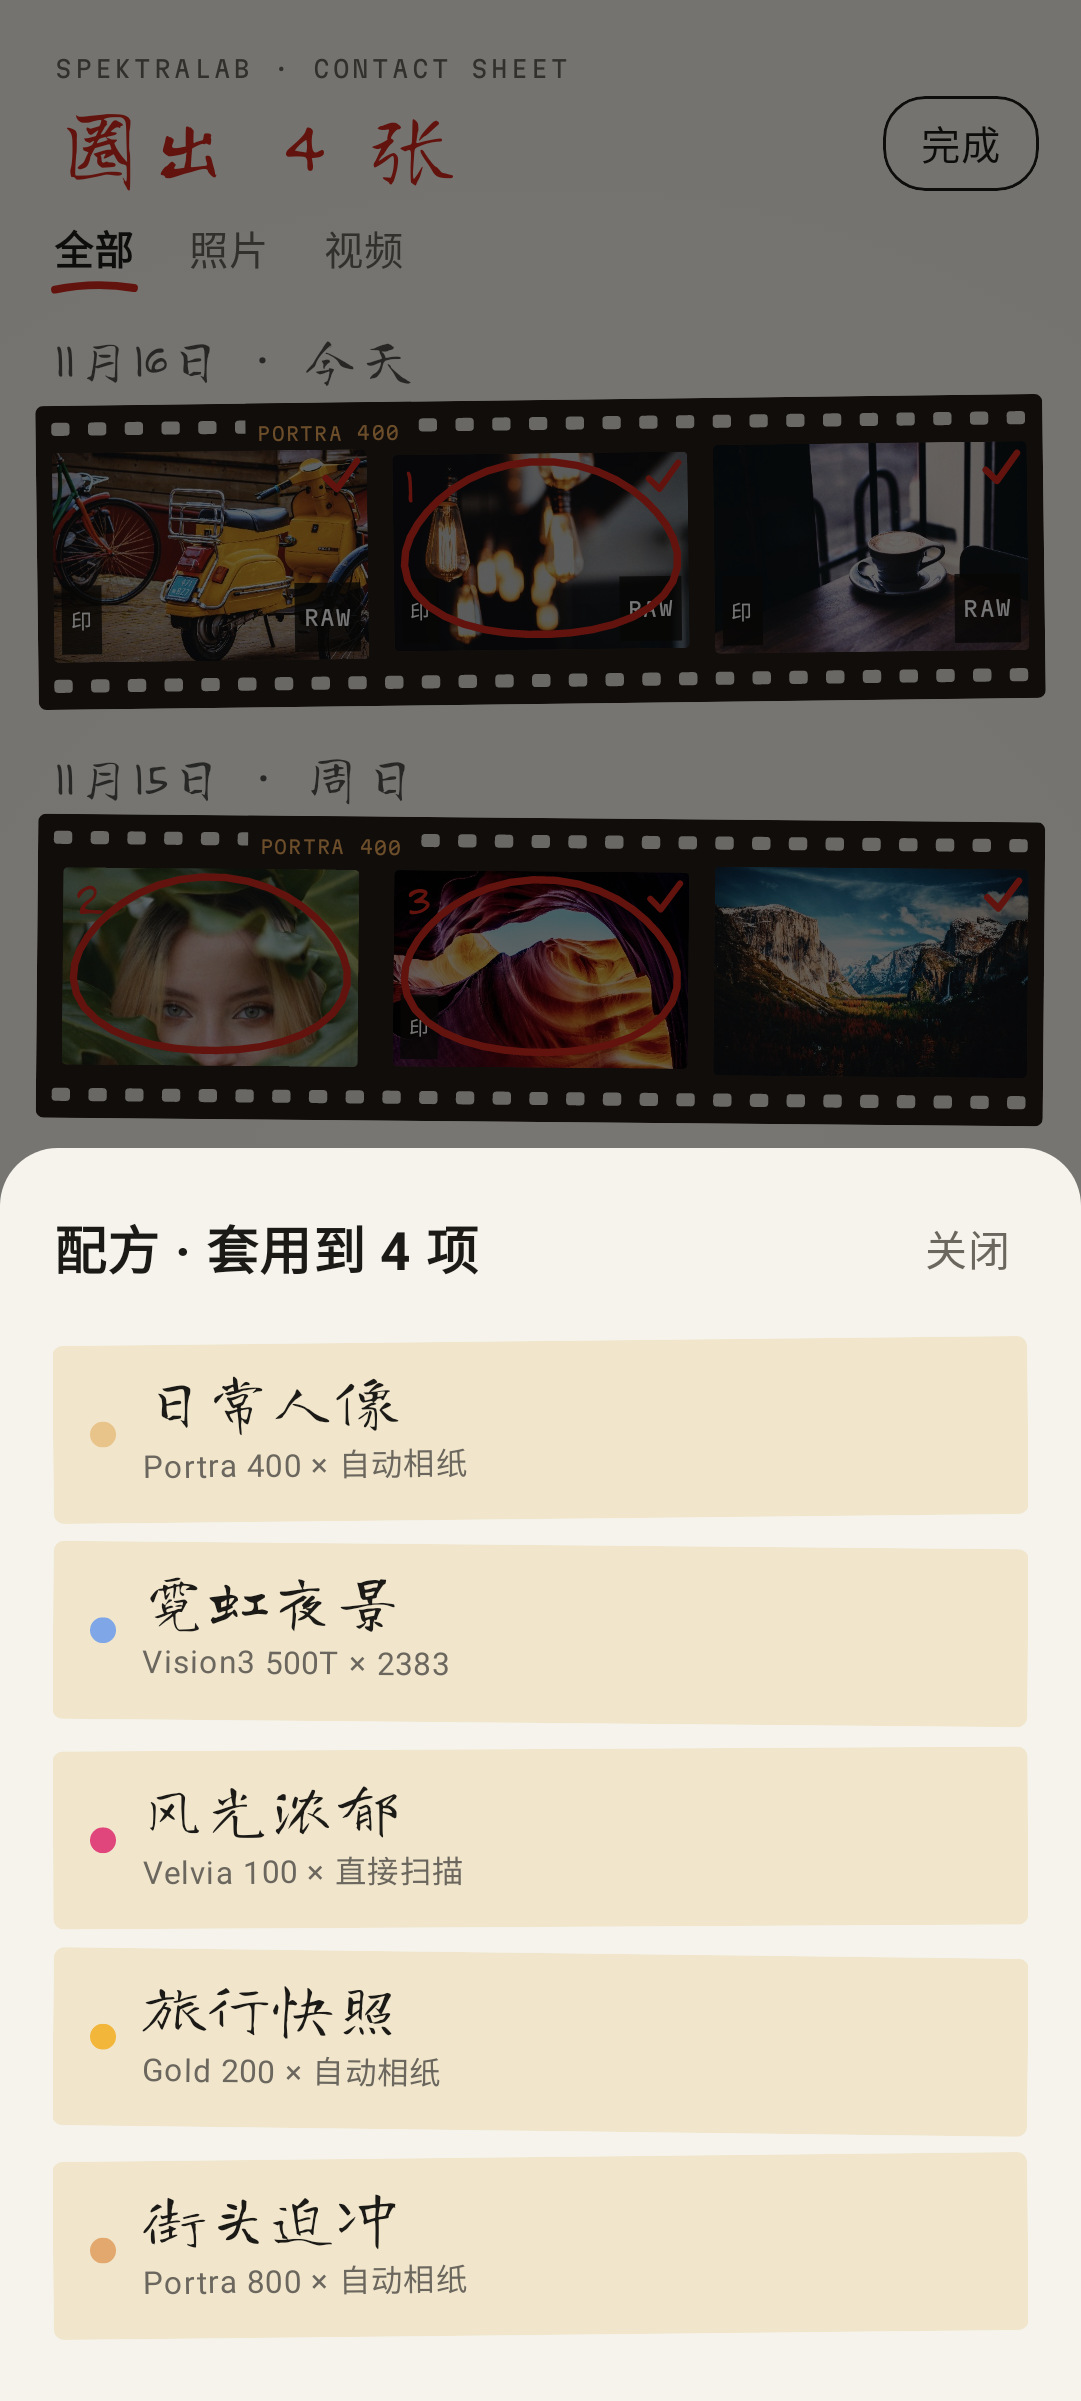 SPEKTRALAB · CONTACT SHEET
圈出 4 张
完成
全部 照片 视频
11月16日 · 今天
PORTRA 400
印 RAW 1 印 RAW 印 RAW
11月15日 · 周日
PORTRA 400
2 3 印
配方 · 套用到 4 项
关闭
日常人像
Portra 400 × 自动相纸
霓虹夜景
Vision3 500T × 2383
风光浓郁
Velvia 100 × 直接扫描
旅行快照
Gold 200 × 自动相纸
街头迫冲
Portra 800 × 自动相纸